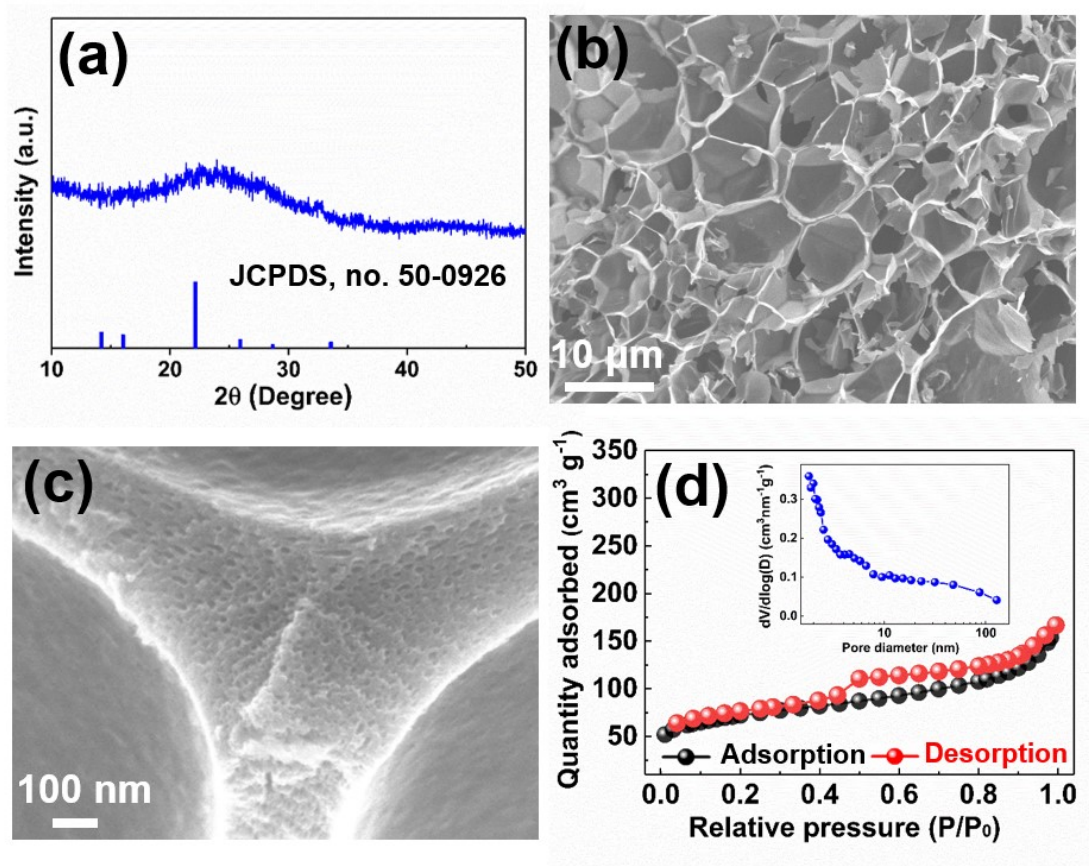 (a)
Intensity (a.u.)
JCPDS, no. 50-0926
10 20 30 40 50
2θ (Degree)
(b)
10 μm
(c)
100 nm
(d)
Quantity adsorbed (cm³ g⁻¹)
350
300
250
200
150
100
50
dV/dlog(D) (cm³nm⁻¹g⁻¹)
0.3
0.2
0.1
0.0
10 100
Pore diameter (nm)
Adsorption Desorption
0.0 0.2 0.4 0.6 0.8 1.0
Relative pressure (P/P₀)